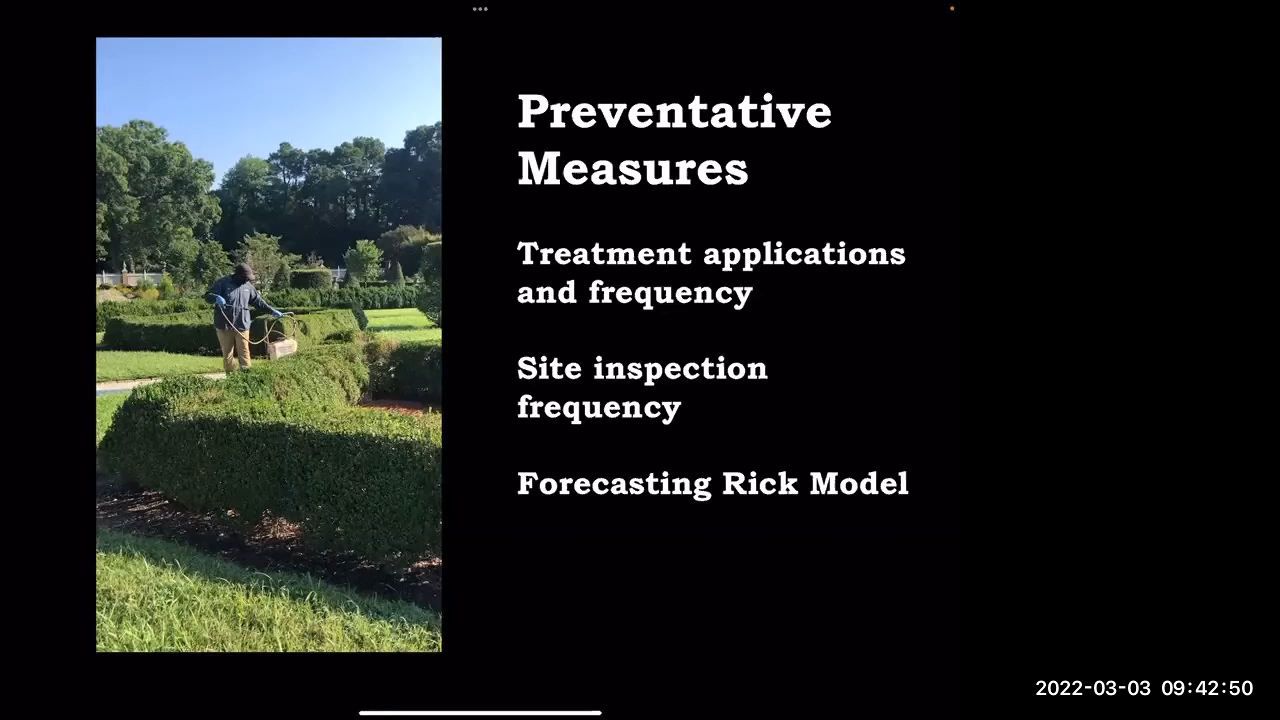 Preventative
Measures
Treatment applications
and frequency
Site inspection
frequency
Forecasting Rick Model
2022-03-03 09:42:50